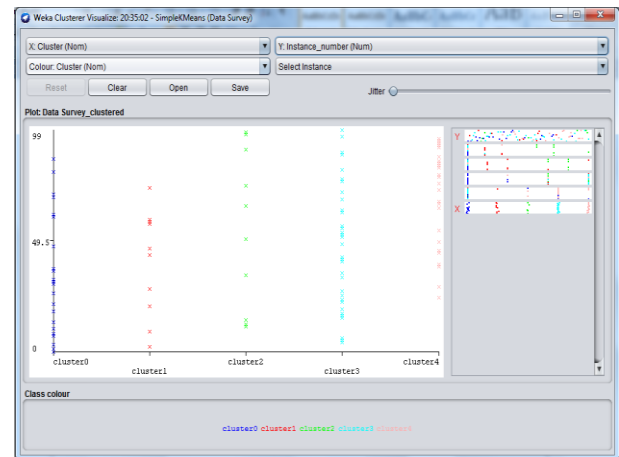 Weka Clusterer Visualize: 20:35:02 - SimpleKMeans (Data Survey)
X: Cluster (Nom) Y: Instance_number (Num)
Colour: Cluster (Nom) Select Instance
Reset Clear Open Save Jitter
Plot: Data Survey_clustered
99
49.5
0
cluster0 cluster1 cluster2 cluster3 cluster4
Y
X
Class colour
cluster0 cluster1 cluster2 cluster3 cluster4